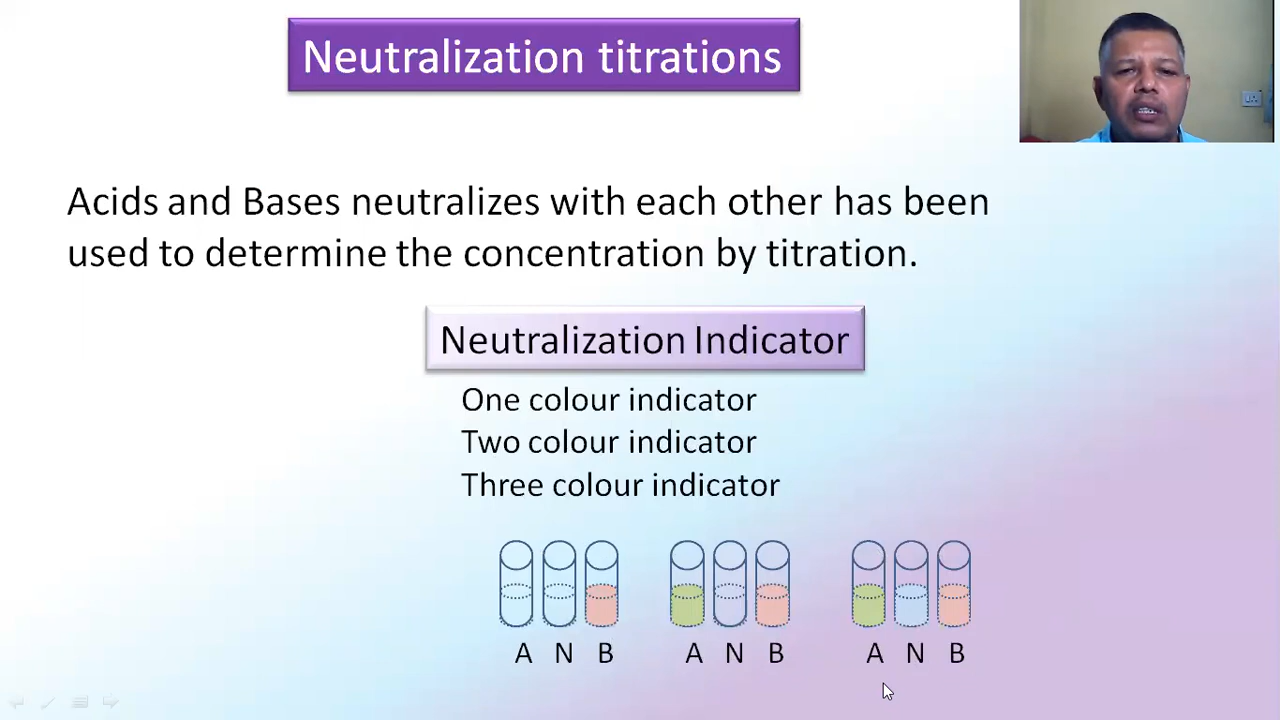 Neutralization titrations
Acids and Bases neutralizes with each other has been
used to determine the concentration by titration.
Neutralization Indicator
One colour indicator
Two colour indicator
Three colour indicator
A N B A N B A N B